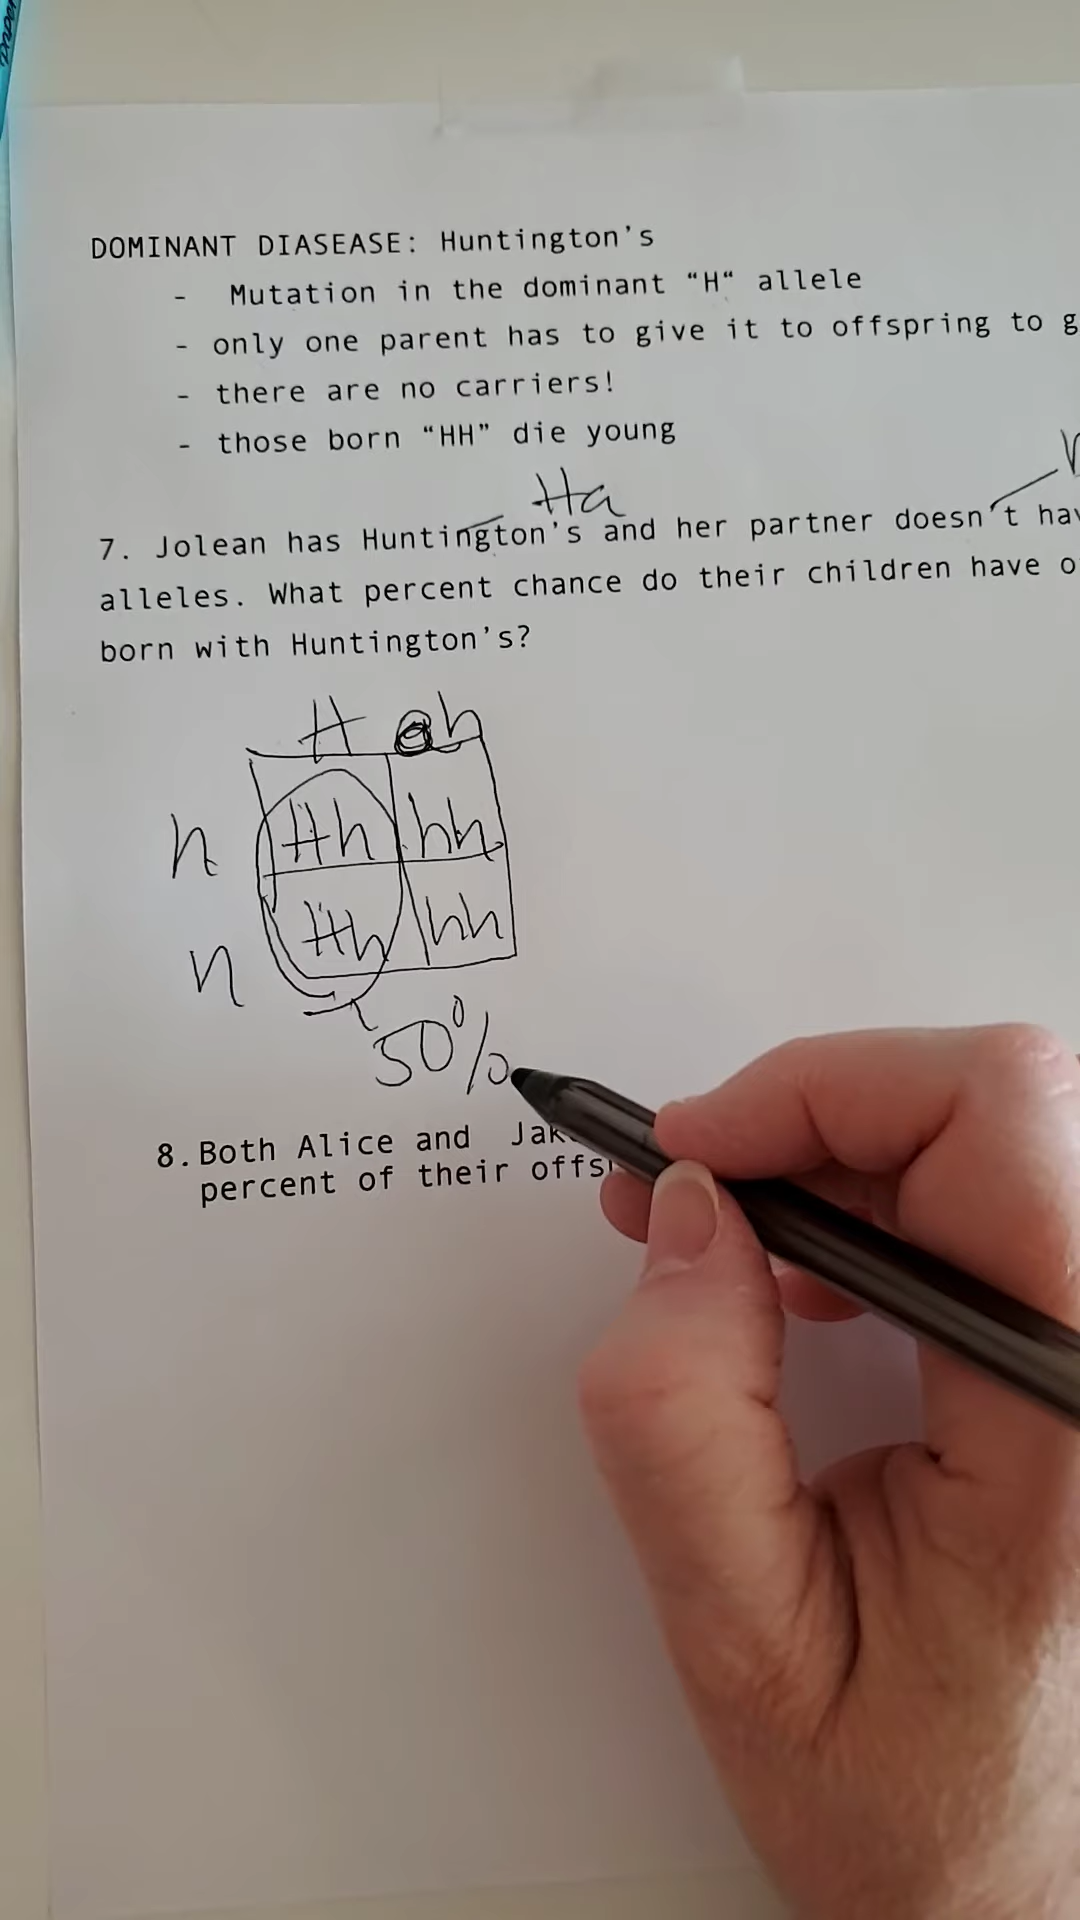 DOMINANT DIASEASE: Huntington's
- Mutation in the dominant “H“ allele
- only one parent has to give it to offspring to g
- there are no carriers!
- those born “HH” die young
Ha
7. Jolean has Huntington's and her partner doesn't hav
alleles. What percent chance do their children have o
born with Huntington's?
H h
h Hh hh
h Hh hh
50%
8. Both Alice and Jak
percent of their offs